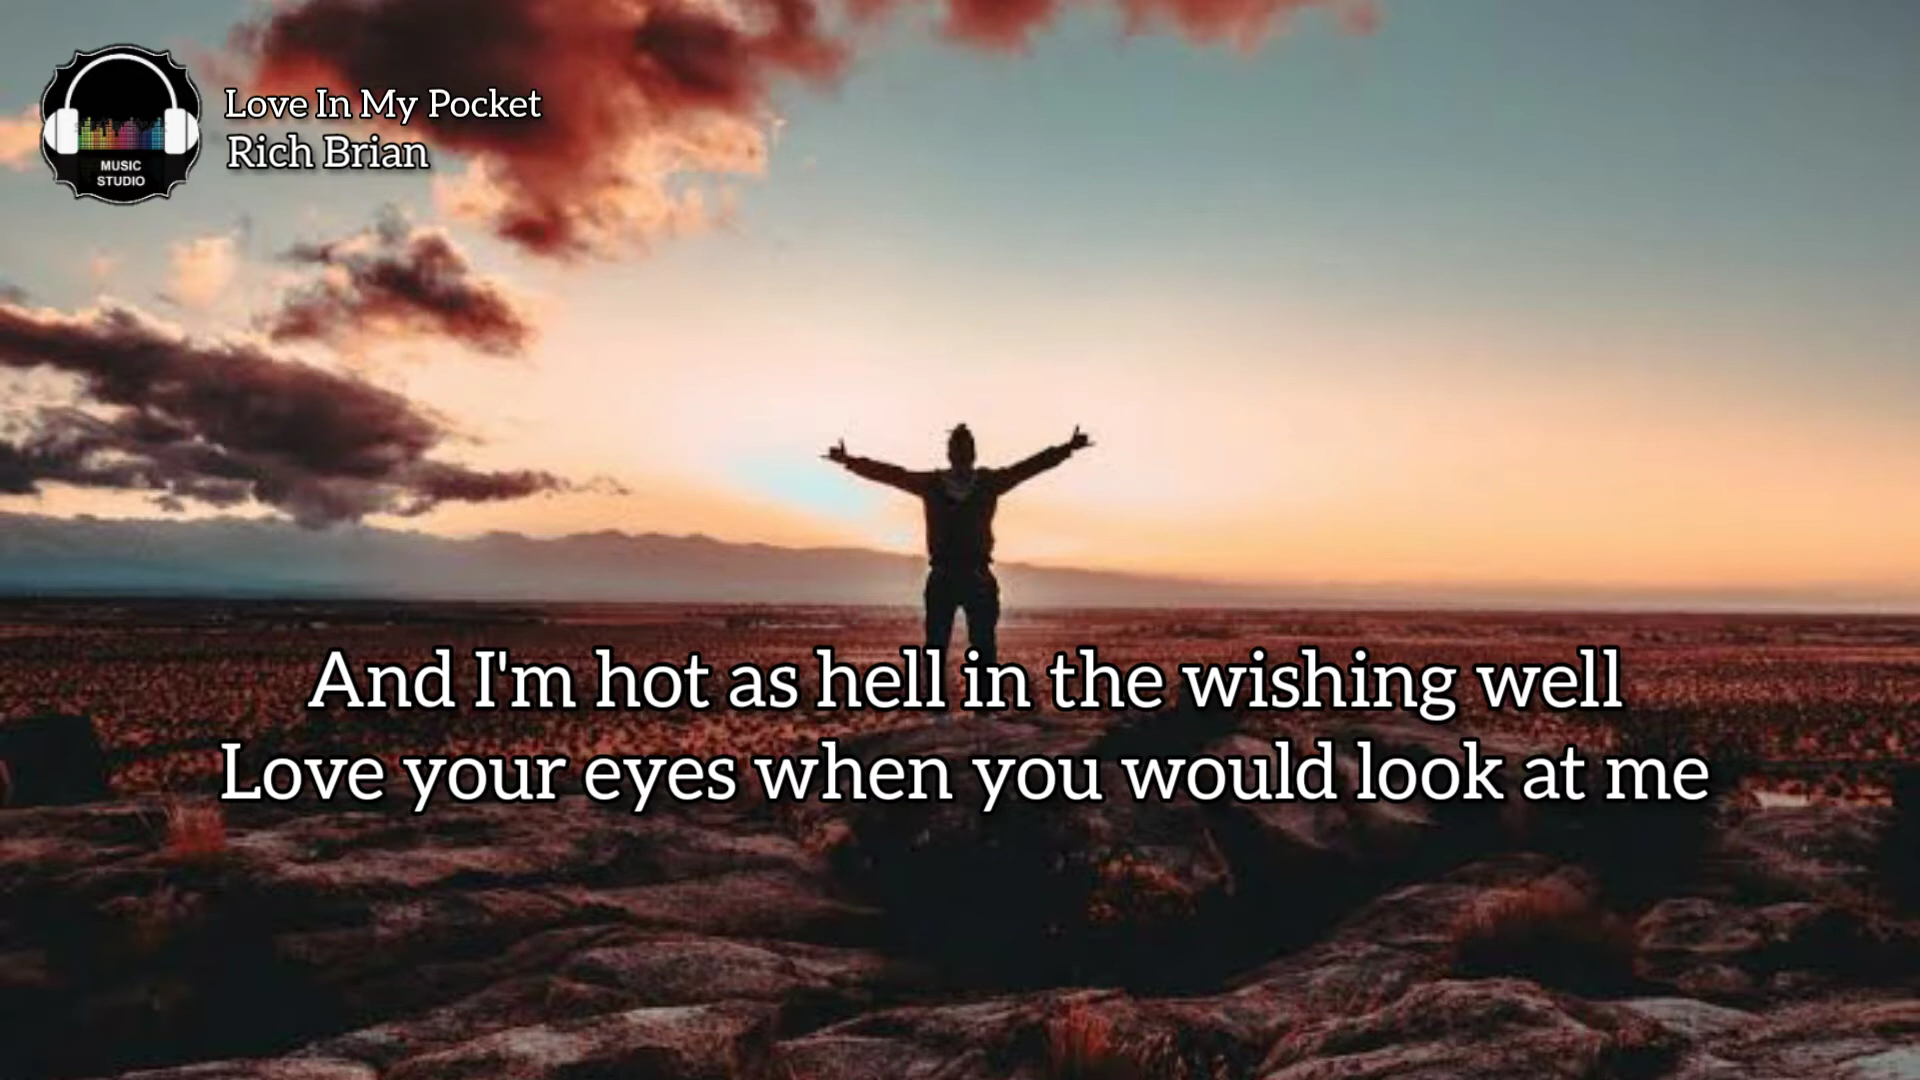 Love In My Pocket
Rich Brian
MUSIC
STUDIO
And I'm hot as hell in the wishing well
Love your eyes when you would look at me